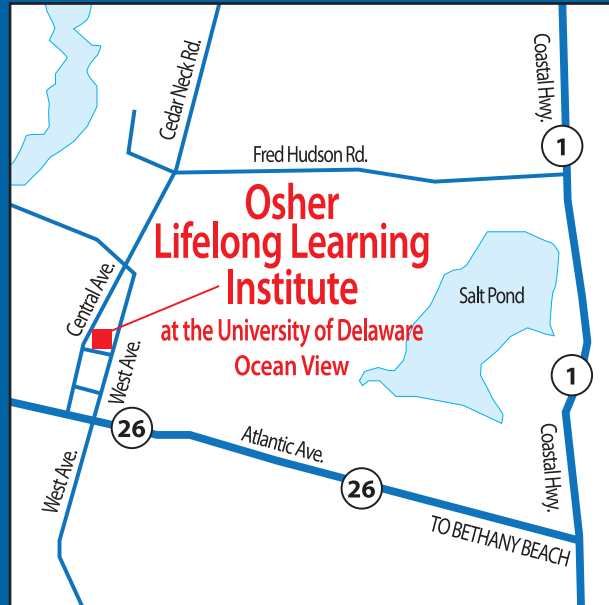 Cedar Neck Rd.
Coastal Hwy.
1
Fred Hudson Rd.
Osher
Lifelong Learning
Institute
at the University of Delaware
Ocean View
Central Ave.
Salt Pond
West Ave.
1
26
Atlantic Ave.
Coastal Hwy.
West Ave.
26
TO BETHANY BEACH